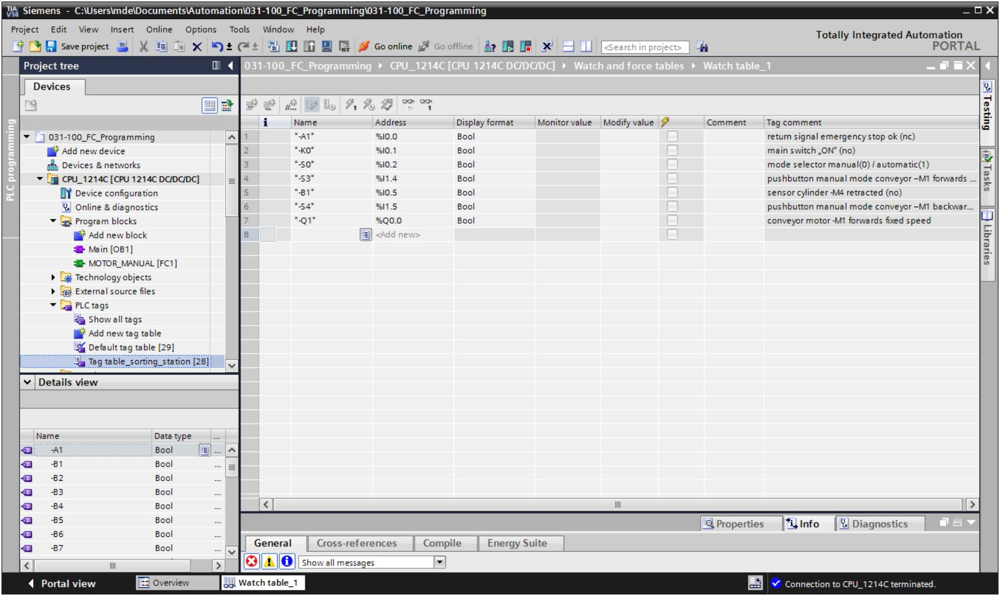 TIA V14 Siemens - C:\Users\mde\Documents\Automation\031-100_FC_Programming\031-100_FC_Programming
Project Edit View Insert Online Options Tools Window Help
Totally Integrated Automation
PORTAL
Save project Go online Go offline <Search in project>
Project tree
031-100_FC_Programming CPU_1214C [CPU 1214C DC/DC/DC] Watch and force tables Watch table_1
Devices
PLC programming
031-100_FC_Programming
Add new device
Devices & networks
CPU_1214C [CPU 1214C DC/DC/DC]
Device configuration
Online & diagnostics
Program blocks
Add new block
Main [OB1]
MOTOR_MANUAL [FC1]
Technology objects
External source files
PLC tags
Show all tags
Add new tag table
Default tag table [29]
Tag table_sorting_station [28]
Details view
Name Data type ...
-A1 Bool ...
-B1 Bool ...
-B2 Bool ...
-B3 Bool ...
-B4 Bool ...
-B5 Bool ...
-B6 Bool ...
-B7 Bool ...
i Name Address Display format Monitor value Modify value Comment Tag comment
1 "-A1" %I0.0 Bool return signal emergency stop ok (nc)
2 "-K0" %I0.1 Bool main switch „ON" (no)
3 "-S0" %I0.2 Bool mode selector manual(0) / automatic(1)
4 "-S3" %I1.4 Bool pushbutton manual mode conveyor –M1 forwards ...
5 "-B1" %I0.5 Bool sensor cylinder -M4 retracted (no)
6 "-S4" %I1.5 Bool pushbutton manual mode conveyor –M1 backwar...
7 "-Q1" %Q0.0 Bool conveyor motor -M1 forwards fixed speed
8 <Add new>
Testing
Tasks
Libraries
Properties Info Diagnostics
General Cross-references Compile Energy Suite
Show all messages
Portal view Overview Watch table_1 Connection to CPU_1214C terminated.